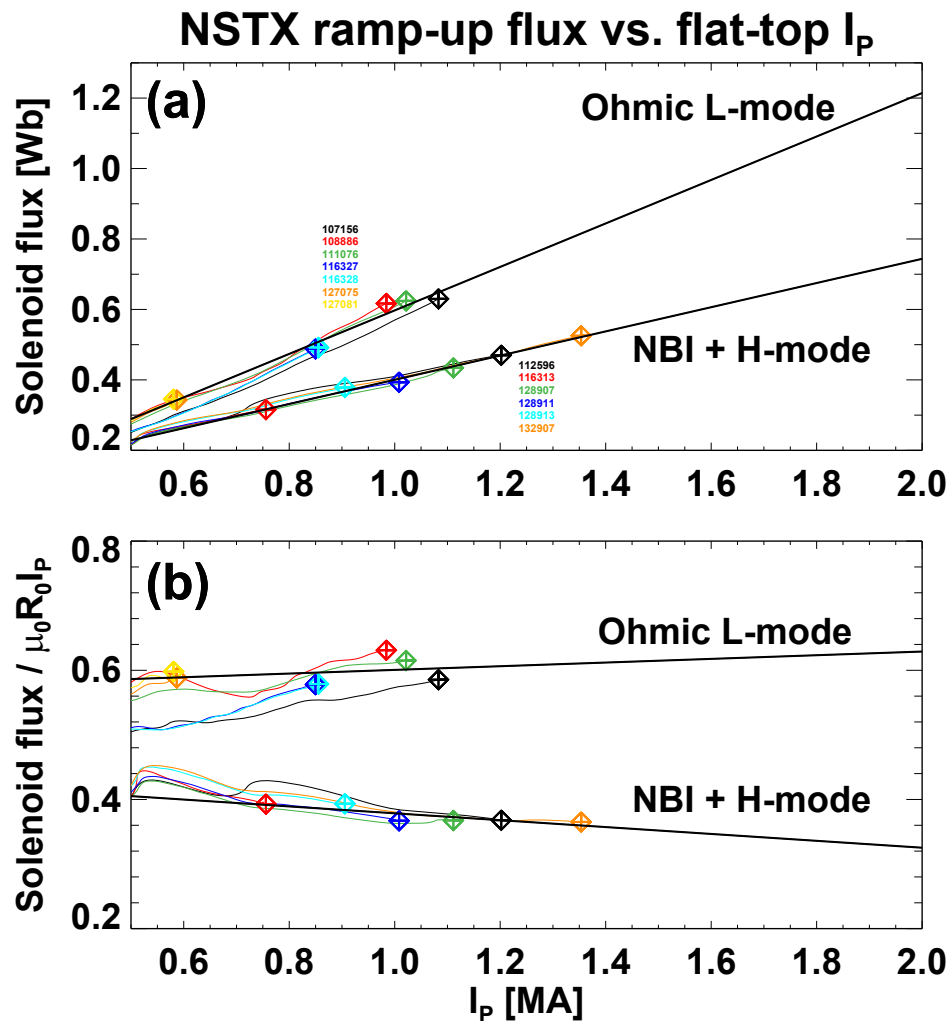 NSTX ramp-up flux vs. flat-top I_P
(a)
Solenoid flux [Wb]
1.2
1.0
0.8
0.6
0.4
0.2
Ohmic L-mode
107156
108886
111076
116327
116328
127075
127081
NBI + H-mode
112596
116313
128907
128911
128913
132907
0.6 0.8 1.0 1.2 1.4 1.6 1.8 2.0
(b)
Solenoid flux / μ₀R₀I_P
0.8
0.6
0.4
0.2
Ohmic L-mode
NBI + H-mode
0.6 0.8 1.0 1.2 1.4 1.6 1.8 2.0
I_P [MA]